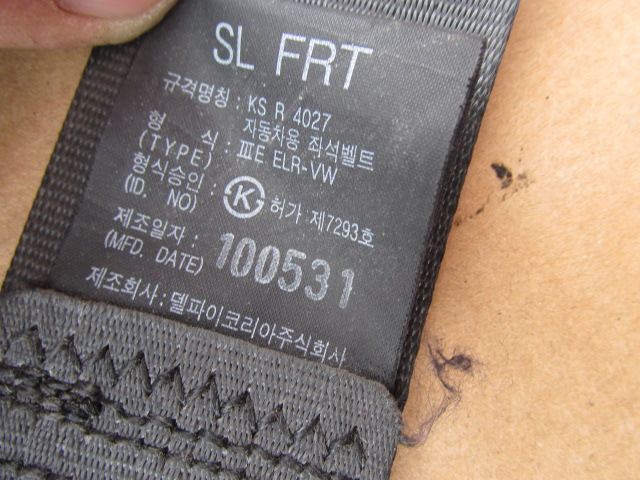 SL FRT
규격명칭 : KS R 4027
자동차용 좌석벨트
형 식 : ⅢE ELR-VW
(TYPE)
형식승인 : Ⓚ 허가 제7293호
(ID. NO)
제조일자 : 100531
(MFD. DATE)
제조회사 : 델파이코리아주식회사